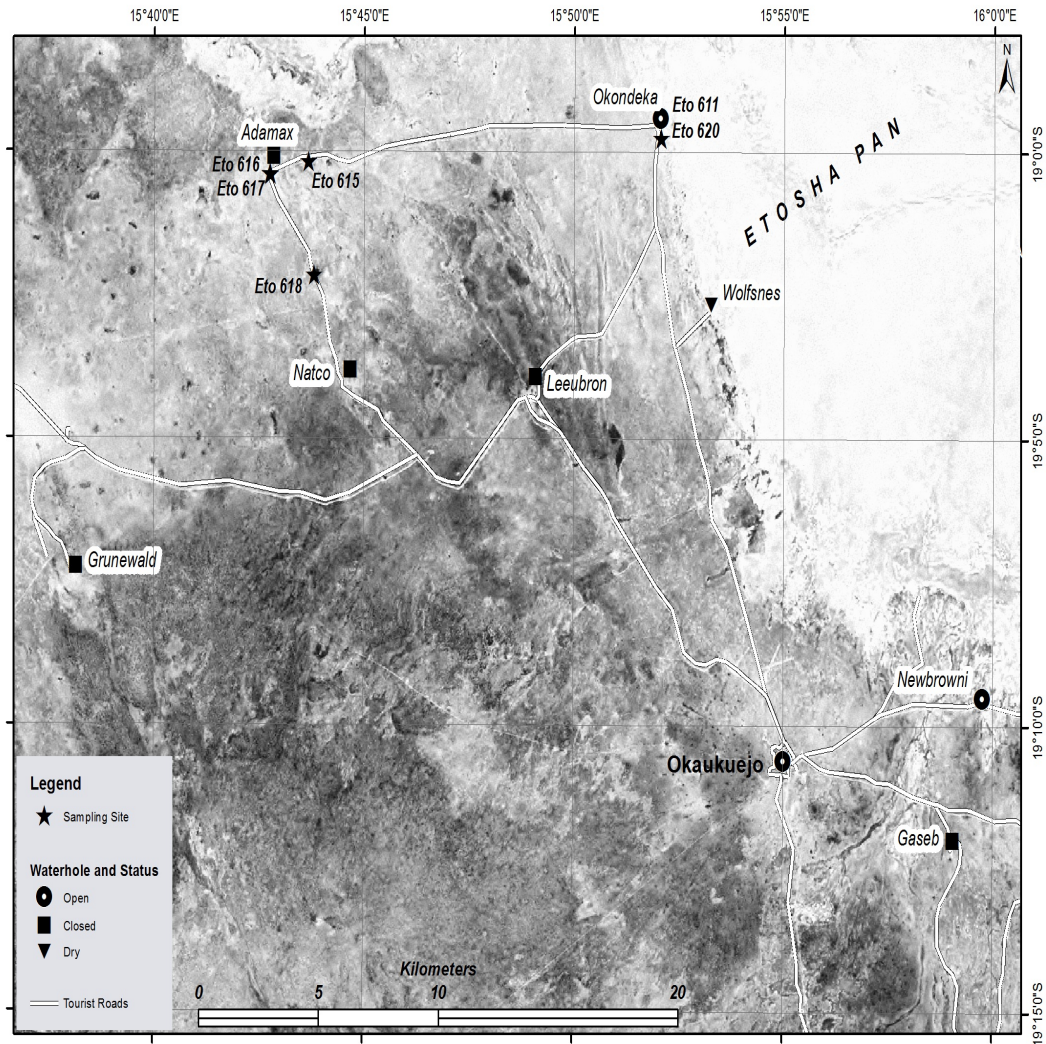 15°40'0"E 15°45'0"E 15°50'0"E 15°55'0"E 16°0'0"E
N
Okondeka
Eto 611
Eto 620
Adamax
Eto 616
Eto 617
Eto 615
19°0'0"S
ETOSHA PAN
Eto 618
Wolfsnes
Natco
Leeubron
19°5'0"S
Grunewald
Newbrowni
19°10'0"S
Okaukuejo
Gaseb
Legend
Sampling Site
Waterhole and Status
Open
Closed
Dry
Tourist Roads
Kilometers
0 5 10 20
19°15'0"S